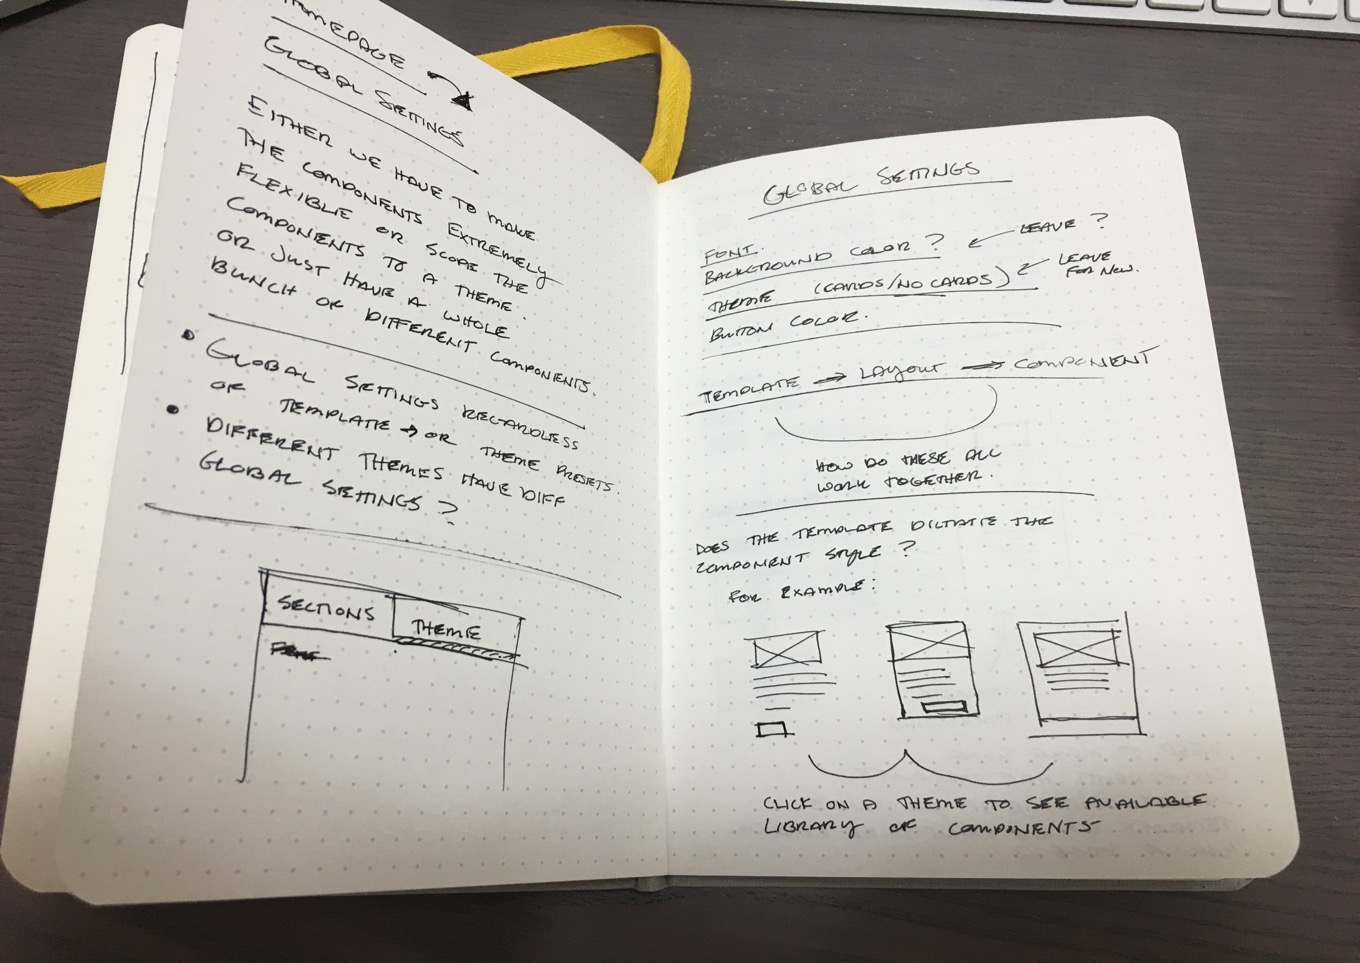 HOMEPAGE
GLOBAL SETTINGS
EITHER WE HAVE TO MAKE
THE COMPONENTS EXTREMELY
FLEXIBLE OR SCOPE THE
COMPONENTS TO A THEME.
OR JUST HAVE A WHOLE
BUNCH OF DIFFERENT COMPONENTS.
• GLOBAL SETTINGS REGARDLESS
OF TEMPLATE → OR THEME PRESETS.
• DIFFERENT THEMES HAVE DIFF
GLOBAL SETTINGS?
SECTIONS
THEME
GLOBAL SETTINGS
FONT.
BACKGROUND COLOR? ← LEAVE?
THEME (CARDS/NO CARDS) ← LEAVE
FOR NOW.
BUTTON COLOR.
TEMPLATE → LAYOUT → COMPONENT
HOW DO THESE ALL
WORK TOGETHER.
DOES THE TEMPLATE DICTATE THE
COMPONENT STYLE?
FOR EXAMPLE:
CLICK ON A THEME TO SEE AVAILABLE
LIBRARY OF COMPONENTS